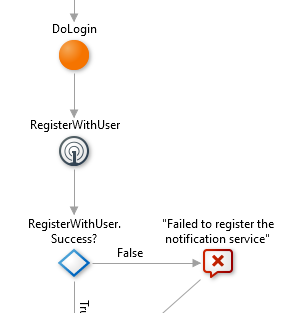 DoLogin
RegisterWithUser
RegisterWithUser.
Success?
False
"Failed to register the
notification service"